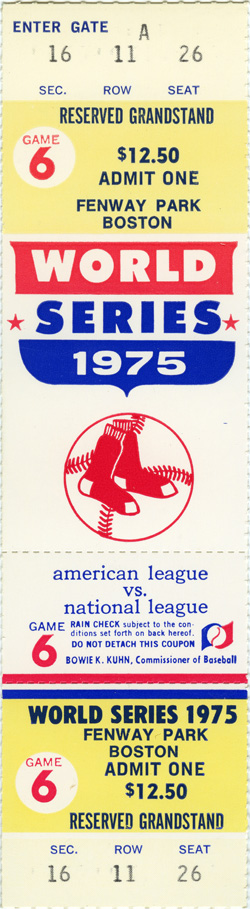 ENTER GATE A
16 11 26
SEC. ROW SEAT
RESERVED GRANDSTAND
GAME
6
$12.50
ADMIT ONE
FENWAY PARK
BOSTON
WORLD
SERIES
1975
american league
vs.
national league
GAME
6
RAIN CHECK subject to the con-
ditions set forth on back hereof.
DO NOT DETACH THIS COUPON
BOWIE K. KUHN, Commissioner of Baseball
WORLD SERIES 1975
FENWAY PARK
BOSTON
GAME
6
ADMIT ONE
$12.50
RESERVED GRANDSTAND
SEC. ROW SEAT
16 11 26